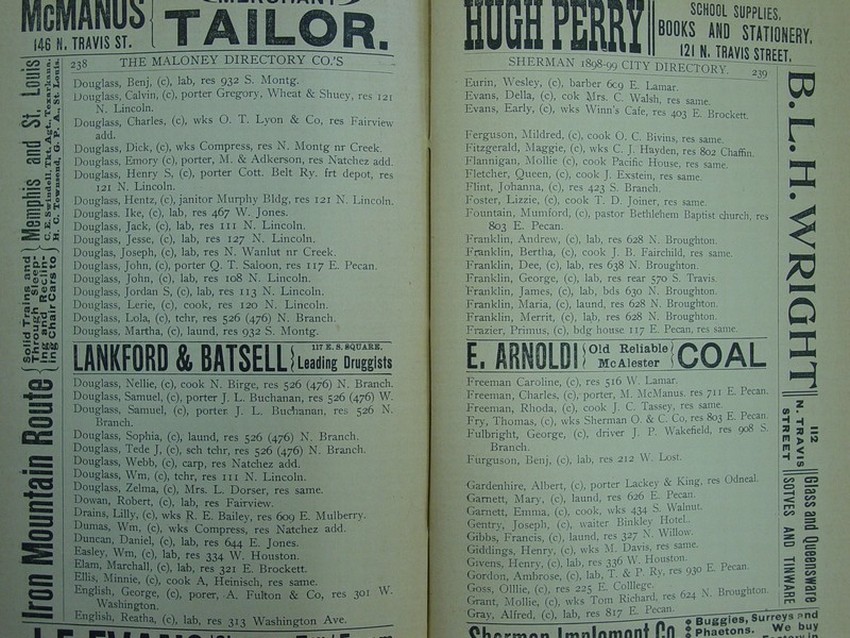 McMANUS
146 N. TRAVIS ST.
MERCHANT
TAILOR.
238 THE MALONEY DIRECTORY CO.'S
Douglass, Benj, (c), lab, res 932 S. Montg.
Douglass, Calvin, (c), porter Gregory, Wheat & Shucy, res 121
N. Lincoln.
Douglass, Charles, (c), wks O. T. Lyon & Co, res Fairview
add.
Douglass, Dick, (c), wks Compress, res N. Montg nr Creek.
Douglass, Emory (c), porter, M. & Adkerson, res Natchez add.
Douglass, Henry S, (c), porter Cott. Belt Ry. frt depot, res
121 N. Lincoln.
Douglass, Hentz, (c), janitor Murphy Bldg, res 121 N. Lincoln.
Douglass. Ike, (c), lab, res 467 W. Jones.
Douglass, Jack, (c), lab, res 111 N. Lincoln.
Douglass, Jesse, (c), lab, res 127 N. Lincoln.
Douglas, Joseph, (c), lab, res N. Wanlut nr Creek.
Douglass, John, (c), porter Q. T. Saloon, res 117 E. Pecan.
Douglass, John, (c), lab, res 108 N. Lincoln.
Douglass, Jordan S, (c), lab, res 113 N. Lincoln.
Douglass, Lerie, (c), cook, res 120 N. Lincoln.
Douglass, Lola, (c), tchr, res 526 (476) N. Branch.
Douglass, Martha, (c), laund, res 932 S. Montg.
LANKFORD & BATSELL
117 E. S. SQUARE.
Leading Druggists
Douglass, Nellie, (c), cook N. Birge, res 526 (476) N. Branch.
Douglass, Samuel, (c), porter J. L. Buchanan, res 526 (476) W.
Douglass, Samuel, (c), porter J. L. Buchanan, res 526 N.
Branch.
Douglass, Sophia, (c), laund, res 526 (476) N. Branch.
Douglass, Tede J, (c), sch tchr, res 526 (476) N. Branch.
Douglass, Webb, (c), carp, res Natchez add.
Douglass, Wm, (c), tchr, res 111 N. Lincoln.
Douglass, Zelma, (c), Mrs. L. Dorser, res same.
Dowan, Robert, (c), lab, res Fairview.
Drains, Lilly, (c), wks R. E. Bailey, res 609 E. Mulberry.
Dumas, Wm, (c), wks Compress, res Natchez add.
Duncan, Daniel, (c), lab, res 644 E. Jones.
Easley, Wm, (c), lab, res 334 W. Houston.
Elam, Marchall, (c), lab, res 321 E. Brockett.
Ellis, Minnie, (c), cook A, Heinisch, res same.
English, George, (c), porer, A. Fulton & Co, res 301 W.
Washington.
English, Reatha, (c), lab, res 313 Washington Ave.
Iron Mountain Route
Solid Trains and
Through Sleep-
ing and Reclin-
ing Chair Cars to
Memphis and St. Louis
C. E. Swindell, Tkt. Agt., Texarkana.
H. C. Townsend, G. P. A., St. Louis.
HUGH PERRY
SCHOOL SUPPLIES,
BOOKS AND STATIONERY.
121 N. TRAVIS STREET.
SHERMAN 1898-99 CITY DIRECTORY. 239
Eurin, Wesley, (c), barber 609 E. Lamar.
Evans, Della, (c), cok Mrs. C. Walsh, res same.
Evans, Early, (c), wks Winn's Cafe, res 403 E. Brockett.
Ferguson, Mildred, (c), cook O. C. Bivins, res same.
Fitzgerald, Maggie, (c), wks C. J. Hayden, res 802 Chaffin.
Flannigan, Mollie (c), cook Pacific House, res same.
Fletcher, Queen, (c), cook J. Exstein, res same.
Flint, Johanna, (c), res 423 S. Branch.
Foster, Lizzie, (c), cook T. D. Joiner, res same.
Fountain, Mumford, (c), pastor Bethlehem Baptist church, res
803 E. Pecan.
Franklin, Andrew, (c), lab, res 628 N. Broughton.
Franklin, Bertha, (c), cook J. B. Fairchild, res same.
Franklin, Dee, (c), lab, res 638 N. Broughton.
Franklin, George, (c), lab, res rear 570 S. Travis.
Franklin, James, (c), lab, bds 630 N. Broughton.
Franklin, Maria, (c), laund, res 628 N. Broughton.
Franklin, Merrit, (c), lab, res 628 N. Broughton.
Frazier, Primus, (c), bdg house 117 E. Pecan, res same.
E. ARNOLDI
Old Reliable
McAlester
COAL
Freeman Caroline, (c), res 516 W. Lamar.
Freeman, Charles, (c), porter, M. McManus. res 711 E. Pecan.
Freeman, Rhoda, (c), cook J. C. Tassey, res same.
Fry, Thomas, (c), wks Sherman O. & C. Co, res 803 E. Pecan.
Fulbright, George, (c), driver J. P. Wakefield, res 908 S.
Branch.
Furguson, Benj, (c), lab, res 212 W. Lost.
Gardenhire, Albert, (c), porter Lackey & King, res Odneal.
Garnett, Mary, (c), laund, res 626 E. Pecan.
Garnett, Emma, (c), cook, wks 434 S. Walnut.
Gentry, Joseph, (c), waiter Binkley Hotel.
Gibbs, Francis, (c), laund, res 327 N. Willow.
Giddings, Henry, (c), wks M. Davis, res same.
Givens, Henry, (c), lab, res 336 W. Houston.
Gordon, Ambrose, (c), lab, T. & P. Ry, res 930 E. Pecan.
Goss, Olllie, (c), res 225 E. Colllege.
Grant, Mollie, (c), wks Tom Richard, res 624 N. Broughton.
Gray, Alfred, (c), lab, res 817 E. Pecan.
Sherman Implement Co.
Buggies, Surreys and
Phaetons. We buy
B. L. H. WRIGHT
112
N. TRAVIS
STREET
Glass and Queensware
STOVES AND TINWARE